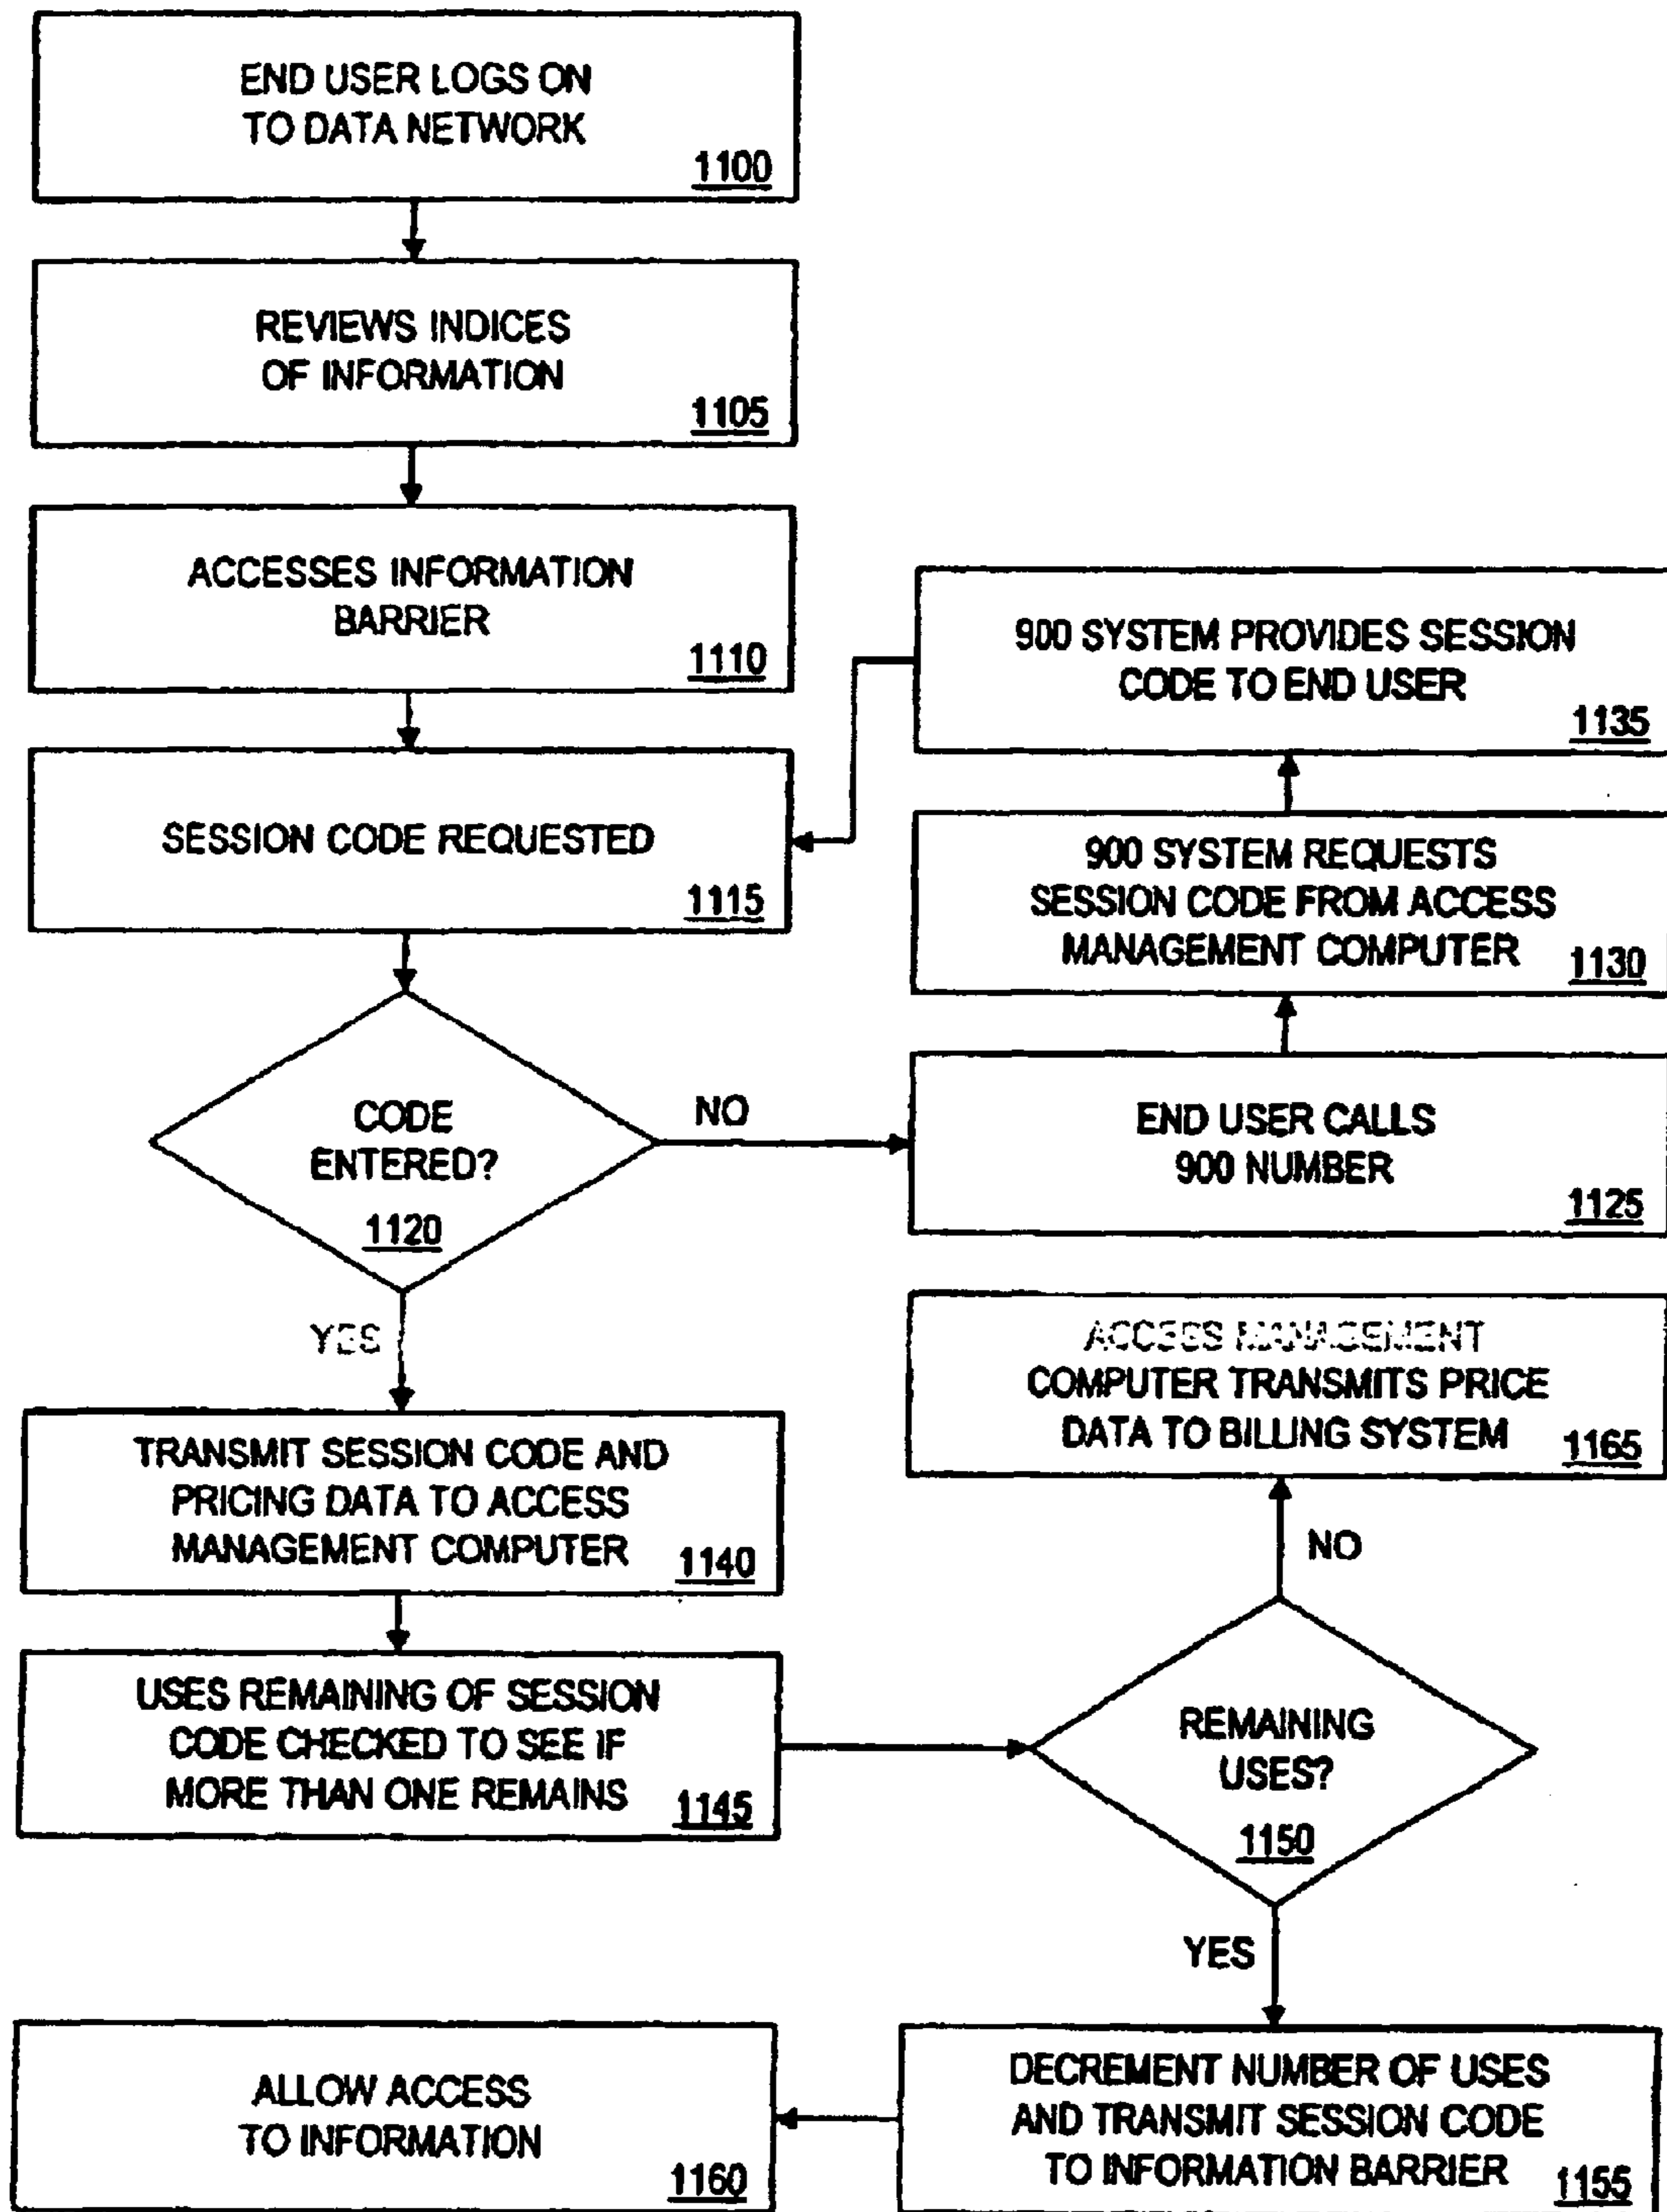 END USER LOGS ON
TO DATA NETWORK
1100
REVIEWS INDICES
OF INFORMATION
1105
ACCESSES INFORMATION
BARRIER
1110
SESSION CODE REQUESTED
1115
CODE
ENTERED?
1120
NO
END USER CALLS
900 NUMBER
1125
900 SYSTEM REQUESTS
SESSION CODE FROM ACCESS
MANAGEMENT COMPUTER
1130
900 SYSTEM PROVIDES SESSION
CODE TO END USER
1135
YES
TRANSMIT SESSION CODE AND
PRICING DATA TO ACCESS
MANAGEMENT COMPUTER
1140
USES REMAINING OF SESSION
CODE CHECKED TO SEE IF
MORE THAN ONE REMAINS
1145
REMAINING
USES?
1150
NO
ACCESS MANAGEMENT
COMPUTER TRANSMITS PRICE
DATA TO BILLING SYSTEM
1165
YES
DECREMENT NUMBER OF USES
AND TRANSMIT SESSION CODE
TO INFORMATION BARRIER
1155
ALLOW ACCESS
TO INFORMATION
1160